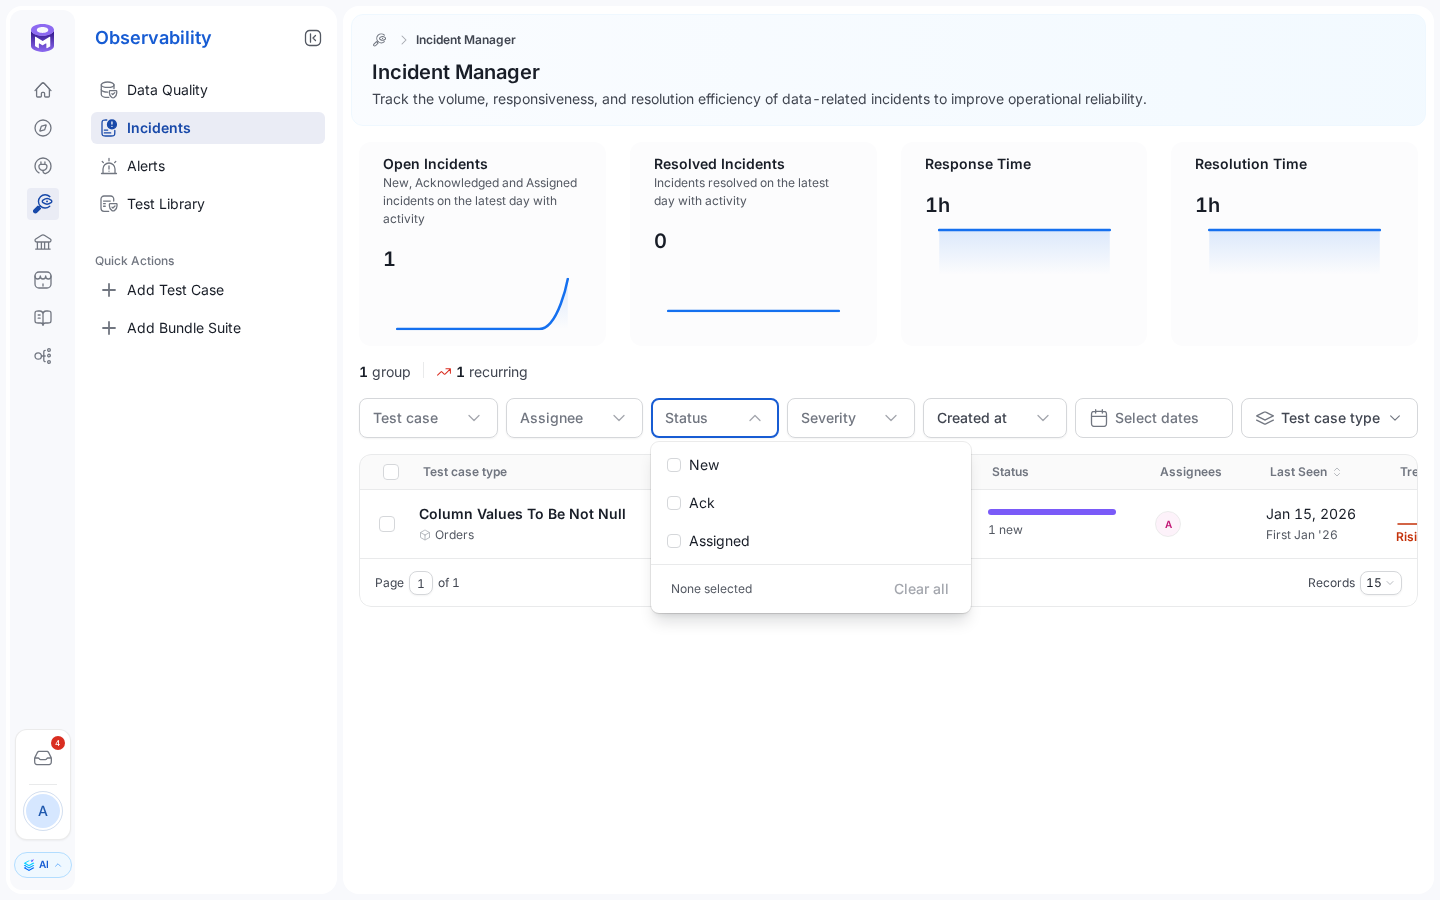 Observability
Data Quality
Incidents
Alerts
Test Library
Quick Actions
Add Test Case
Add Bundle Suite
4
A
AI
Incident Manager
Incident Manager
Track the volume, responsiveness, and resolution efficiency of data-related incidents to improve operational reliability.
Open Incidents
New, Acknowledged and Assigned
incidents on the latest day with
activity
1
Resolved Incidents
Incidents resolved on the latest
day with activity
0
Response Time
1h
Resolution Time
1h
1 group
1 recurring
Test case
Assignee
Status
Severity
Created at
Select dates
Test case type
Test case type
Status
Assignees
Last Seen
Tre
Column Values To Be Not Null
Orders
1 new
A
Jan 15, 2026
First Jan '26
Risi
New
Ack
Assigned
None selected
Clear all
Page 1 of 1
Records 15